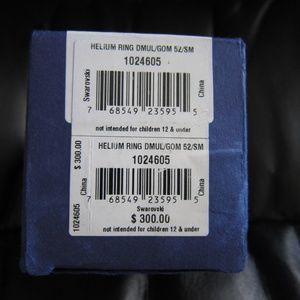 HELIUM RING DMUL/GOM 52/SM
1024605
Swarovski
China
7 68549 23595 5
not intended for children 12 & under
HELIUM RING DMUL/GOM 52/SM
1024605
$ 300.00
1024605
China
China
7 68549 23595 5
Swarovski
$ 300.00
not intended for children 12 & under